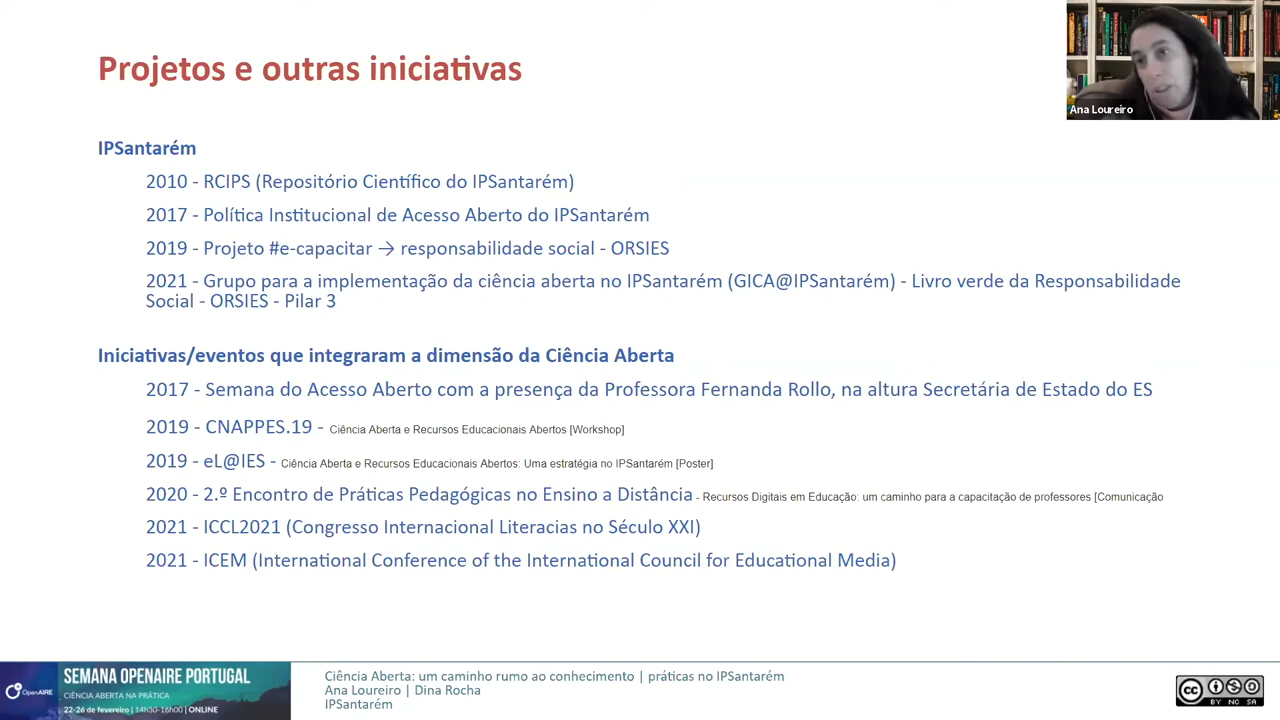 Projetos e outras iniciativas
Ana Loureiro
IPSantarém
2010 - RCIPS (Repositório Científico do IPSantarém)
2017 - Política Institucional de Acesso Aberto do IPSantarém
2019 - Projeto #e-capacitar → responsabilidade social - ORSIES
2021 - Grupo para a implementação da ciência aberta no IPSantarém (GICA@IPSantarém) - Livro verde da Responsabilidade
Social - ORSIES - Pilar 3
Iniciativas/eventos que integraram a dimensão da Ciência Aberta
2017 - Semana do Acesso Aberto com a presença da Professora Fernanda Rollo, na altura Secretária de Estado do ES
2019 - CNAPPES.19 - Ciência Aberta e Recursos Educacionais Abertos [Workshop]
2019 - eL@IES - Ciência Aberta e Recursos Educacionais Abertos: Uma estratégia no IPSantarém [Poster]
2020 - 2.º Encontro de Práticas Pedagógicas no Ensino a Distância - Recursos Digitais em Educação: um caminho para a capacitação de professores [Comunicação
2021 - ICCL2021 (Congresso Internacional Literacias no Século XXI)
2021 - ICEM (International Conference of the International Council for Educational Media)
OpenAIRE
SEMANA OPENAIRE PORTUGAL
CIÊNCIA ABERTA NA PRÁTICA
22-26 de fevereiro | 14h30-16h00 | ONLINE
Ciência Aberta: um caminho rumo ao conhecimento | práticas no IPSantarém
Ana Loureiro | Dina Rocha
IPSantarém
cc
BY NC SA